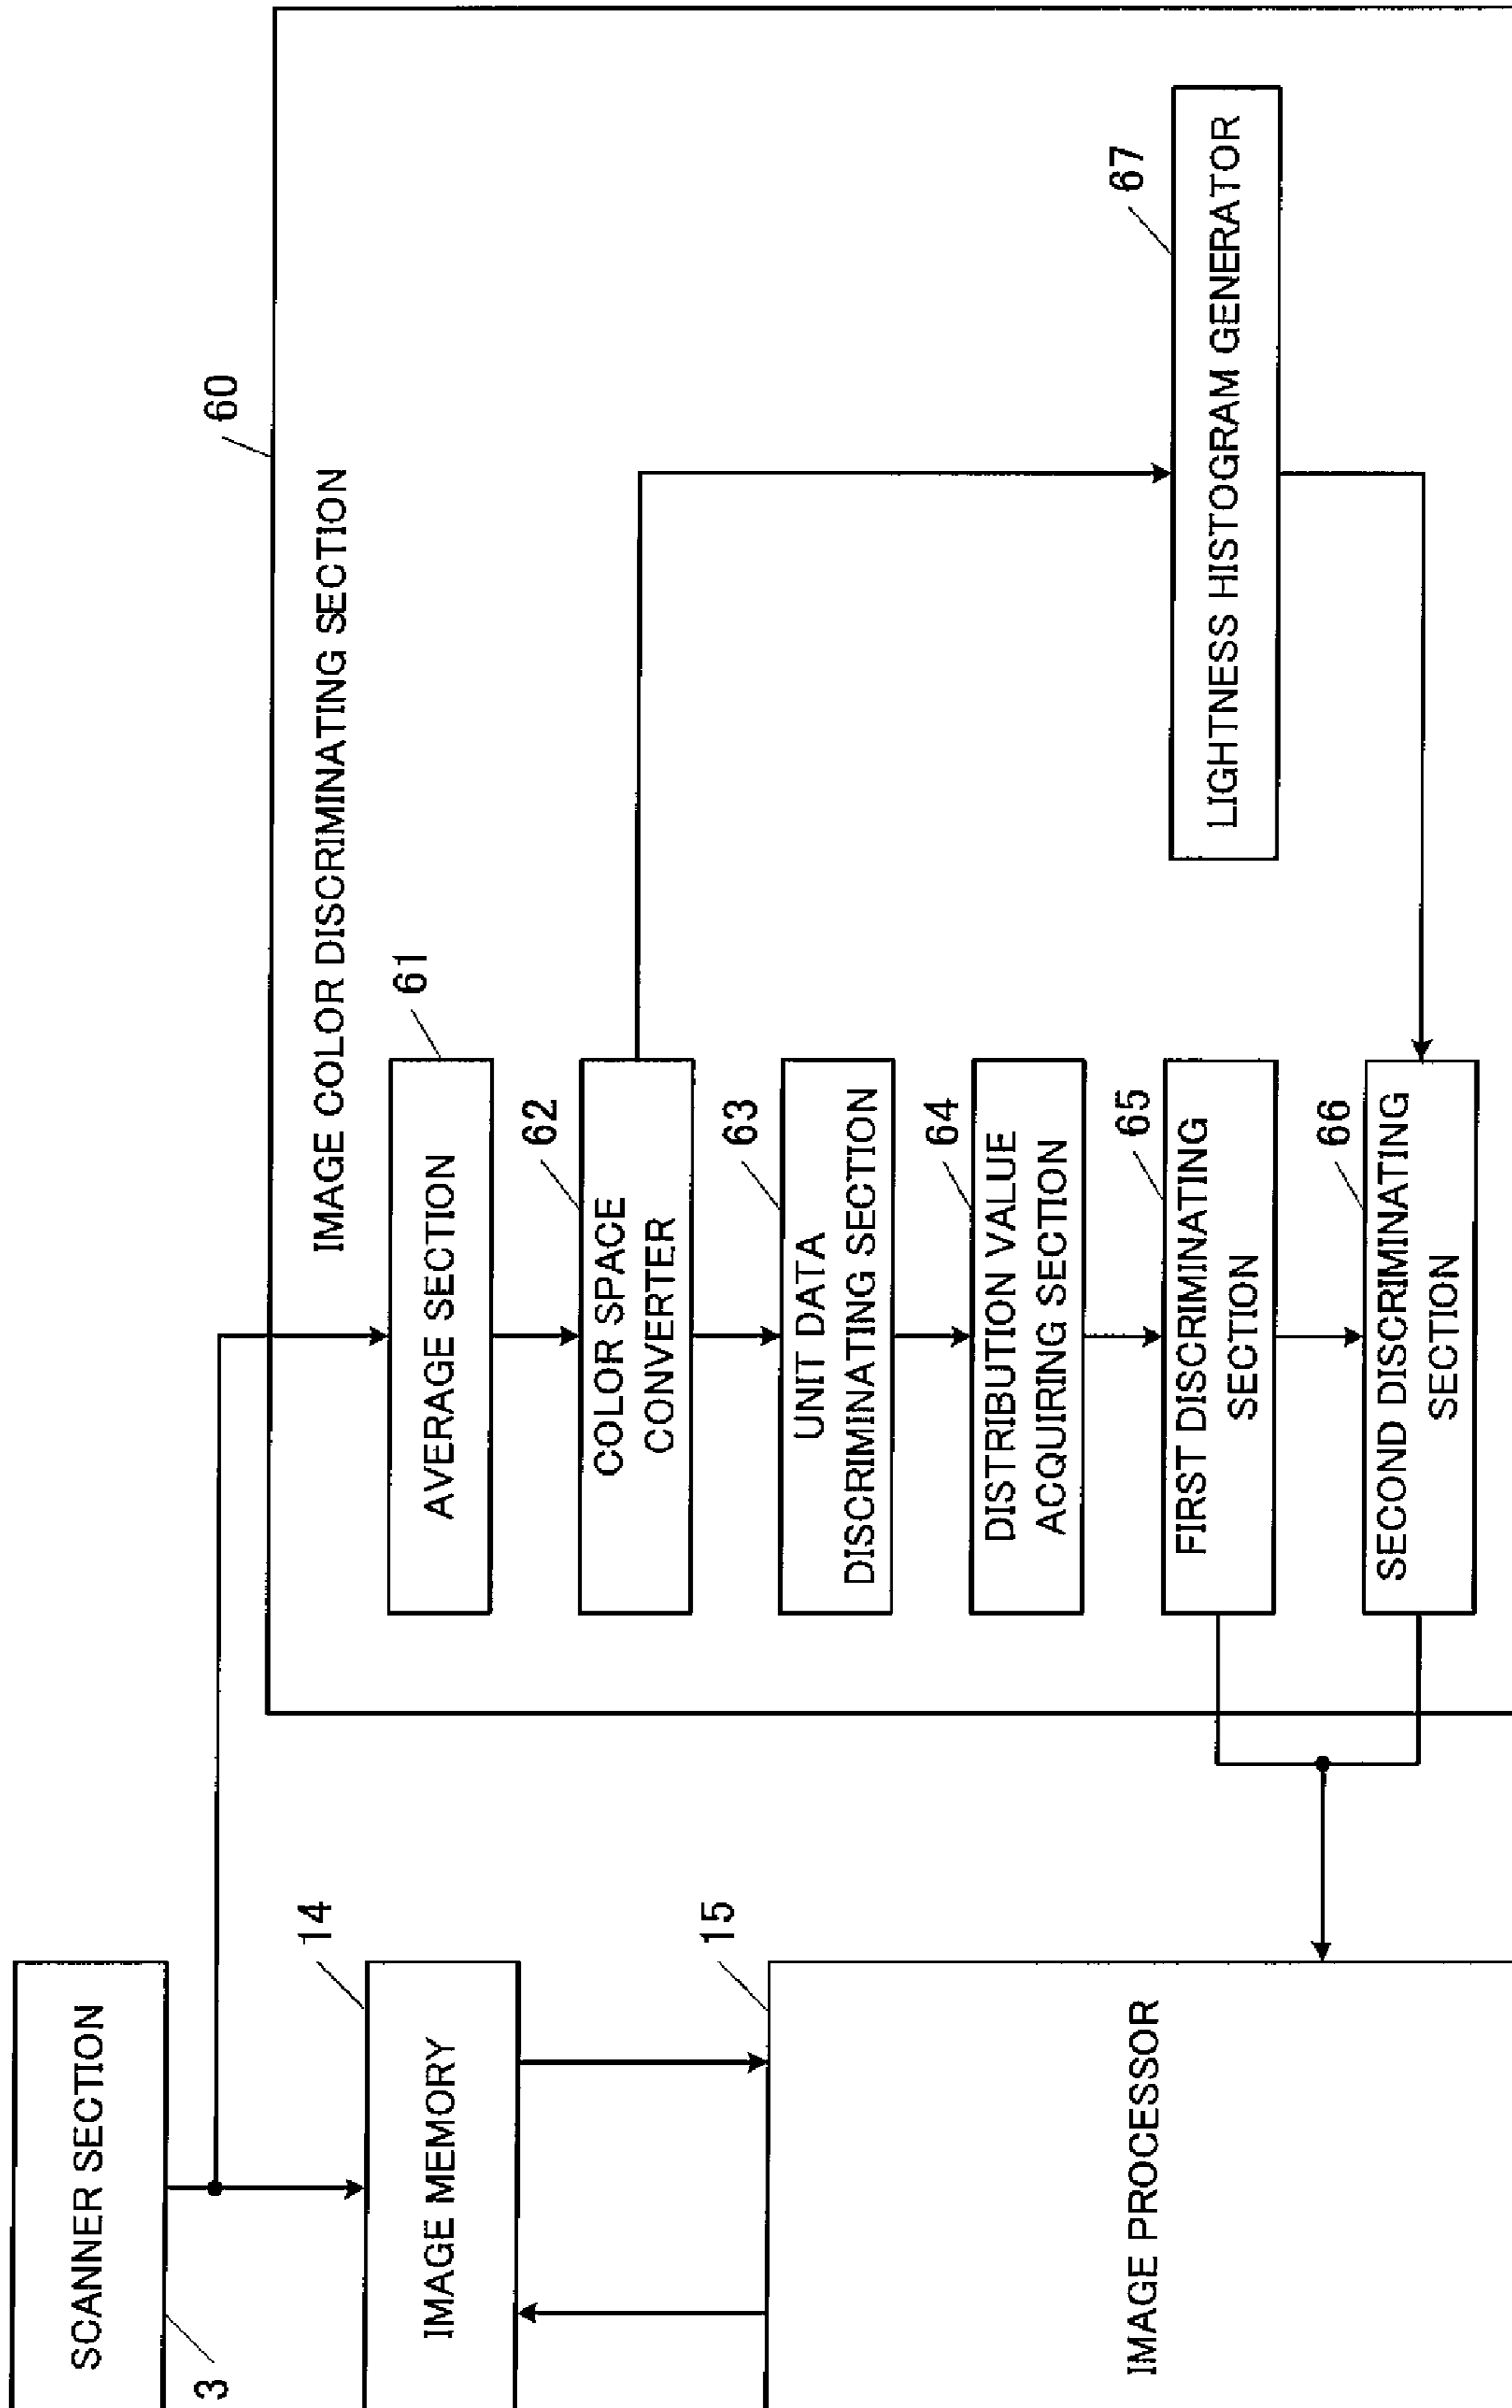 SCANNER SECTION
3
14
IMAGE MEMORY
15
IMAGE PROCESSOR
60
IMAGE COLOR DISCRIMINATING SECTION
61
AVERAGE SECTION
62
COLOR SPACE
CONVERTER
63
UNIT DATA
DISCRIMINATING SECTION
64
DISTRIBUTION VALUE
ACQUIRING SECTION
65
FIRST DISCRIMINATING
SECTION
66
SECOND DISCRIMINATING
SECTION
67
LIGHTNESS HISTOGRAM GENERATOR